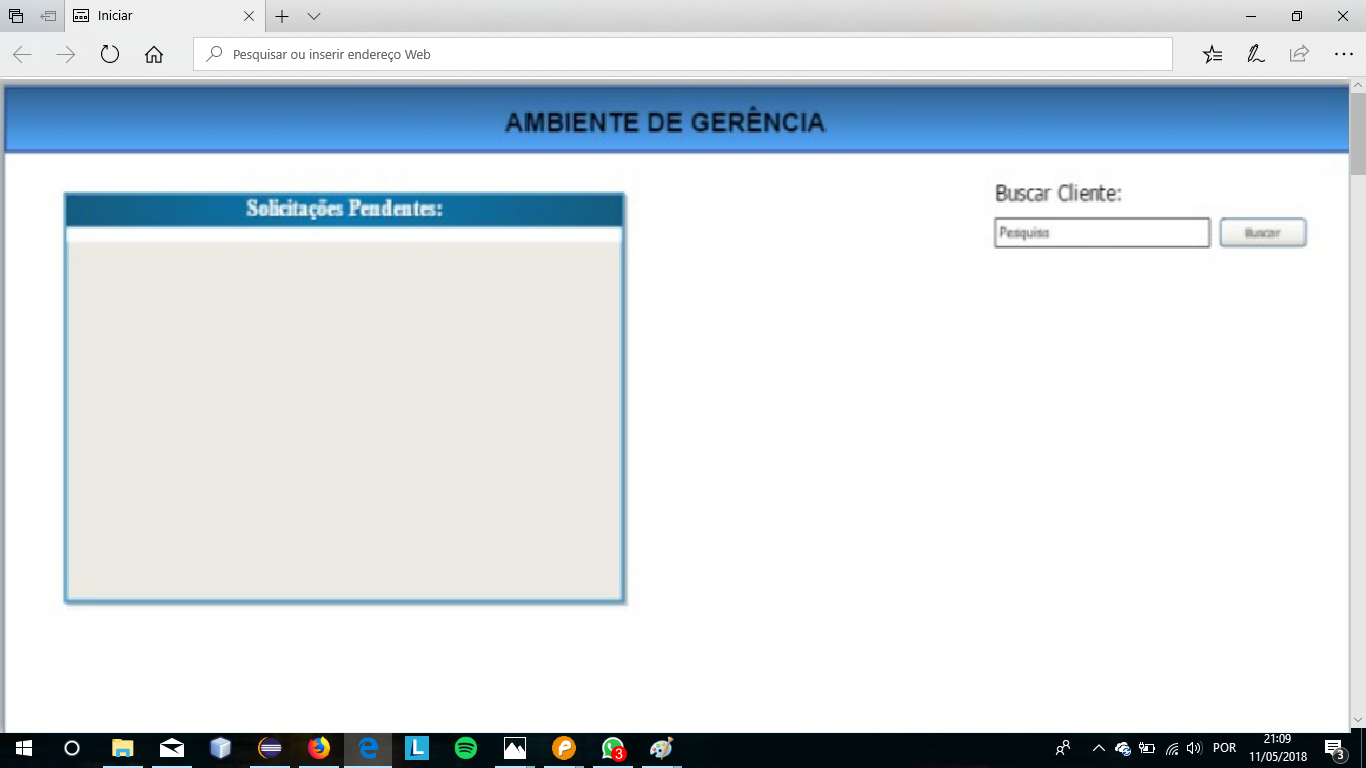 Iniciar
Pesquisar ou inserir endereço Web
AMBIENTE DE GERÊNCIA
Solicitações Pendentes:
Buscar Cliente:
Pesquisa
Buscar
L
P
3
POR
21:09
11/05/2018
3